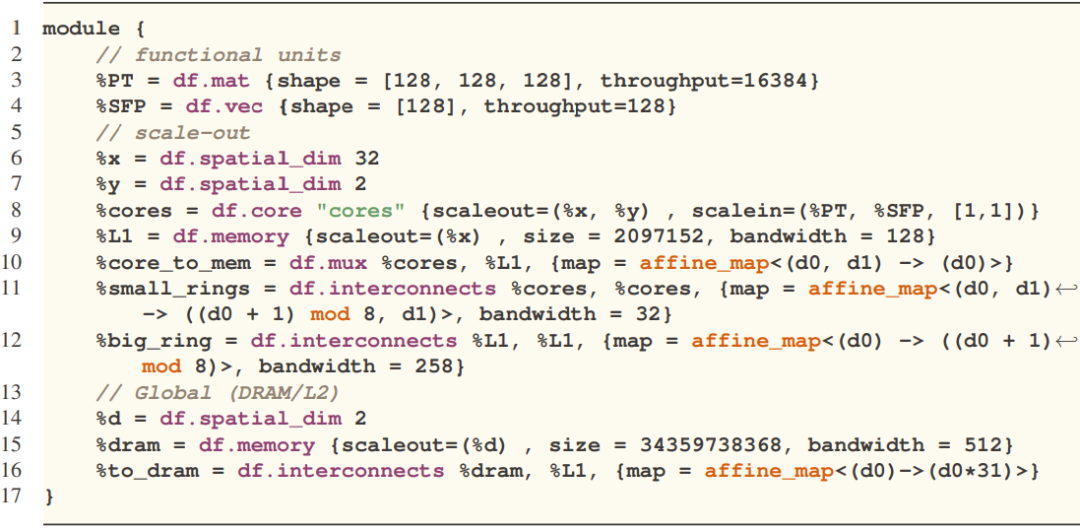 1 module {
2 // functional units
3 %PT = df.mat {shape = [128, 128, 128], throughput=16384}
4 %SFP = df.vec {shape = [128], throughput=128}
5 // scale-out
6 %x = df.spatial_dim 32
7 %y = df.spatial_dim 2
8 %cores = df.core "cores" {scaleout=(%x, %y) , scalein=(%PT, %SFP, [1,1])}
9 %L1 = df.memory {scaleout=(%x) , size = 2097152, bandwidth = 128}
10 %core_to_mem = df.mux %cores, %L1, {map = affine_map<(d0, d1) -> (d0)>}
11 %small_rings = df.interconnects %cores, %cores, {map = affine_map<(d0, d1)↩
-> ((d0 + 1) mod 8, d1)>, bandwidth = 32}
12 %big_ring = df.interconnects %L1, %L1, {map = affine_map<(d0) -> ((d0 + 1)↩
mod 8)>, bandwidth = 258}
13 // Global (DRAM/L2)
14 %d = df.spatial_dim 2
15 %dram = df.memory {scaleout=(%d) , size = 34359738368, bandwidth = 512}
16 %to_dram = df.interconnects %dram, %L1, {map = affine_map<(d0)->(d0*31)>}
17 }